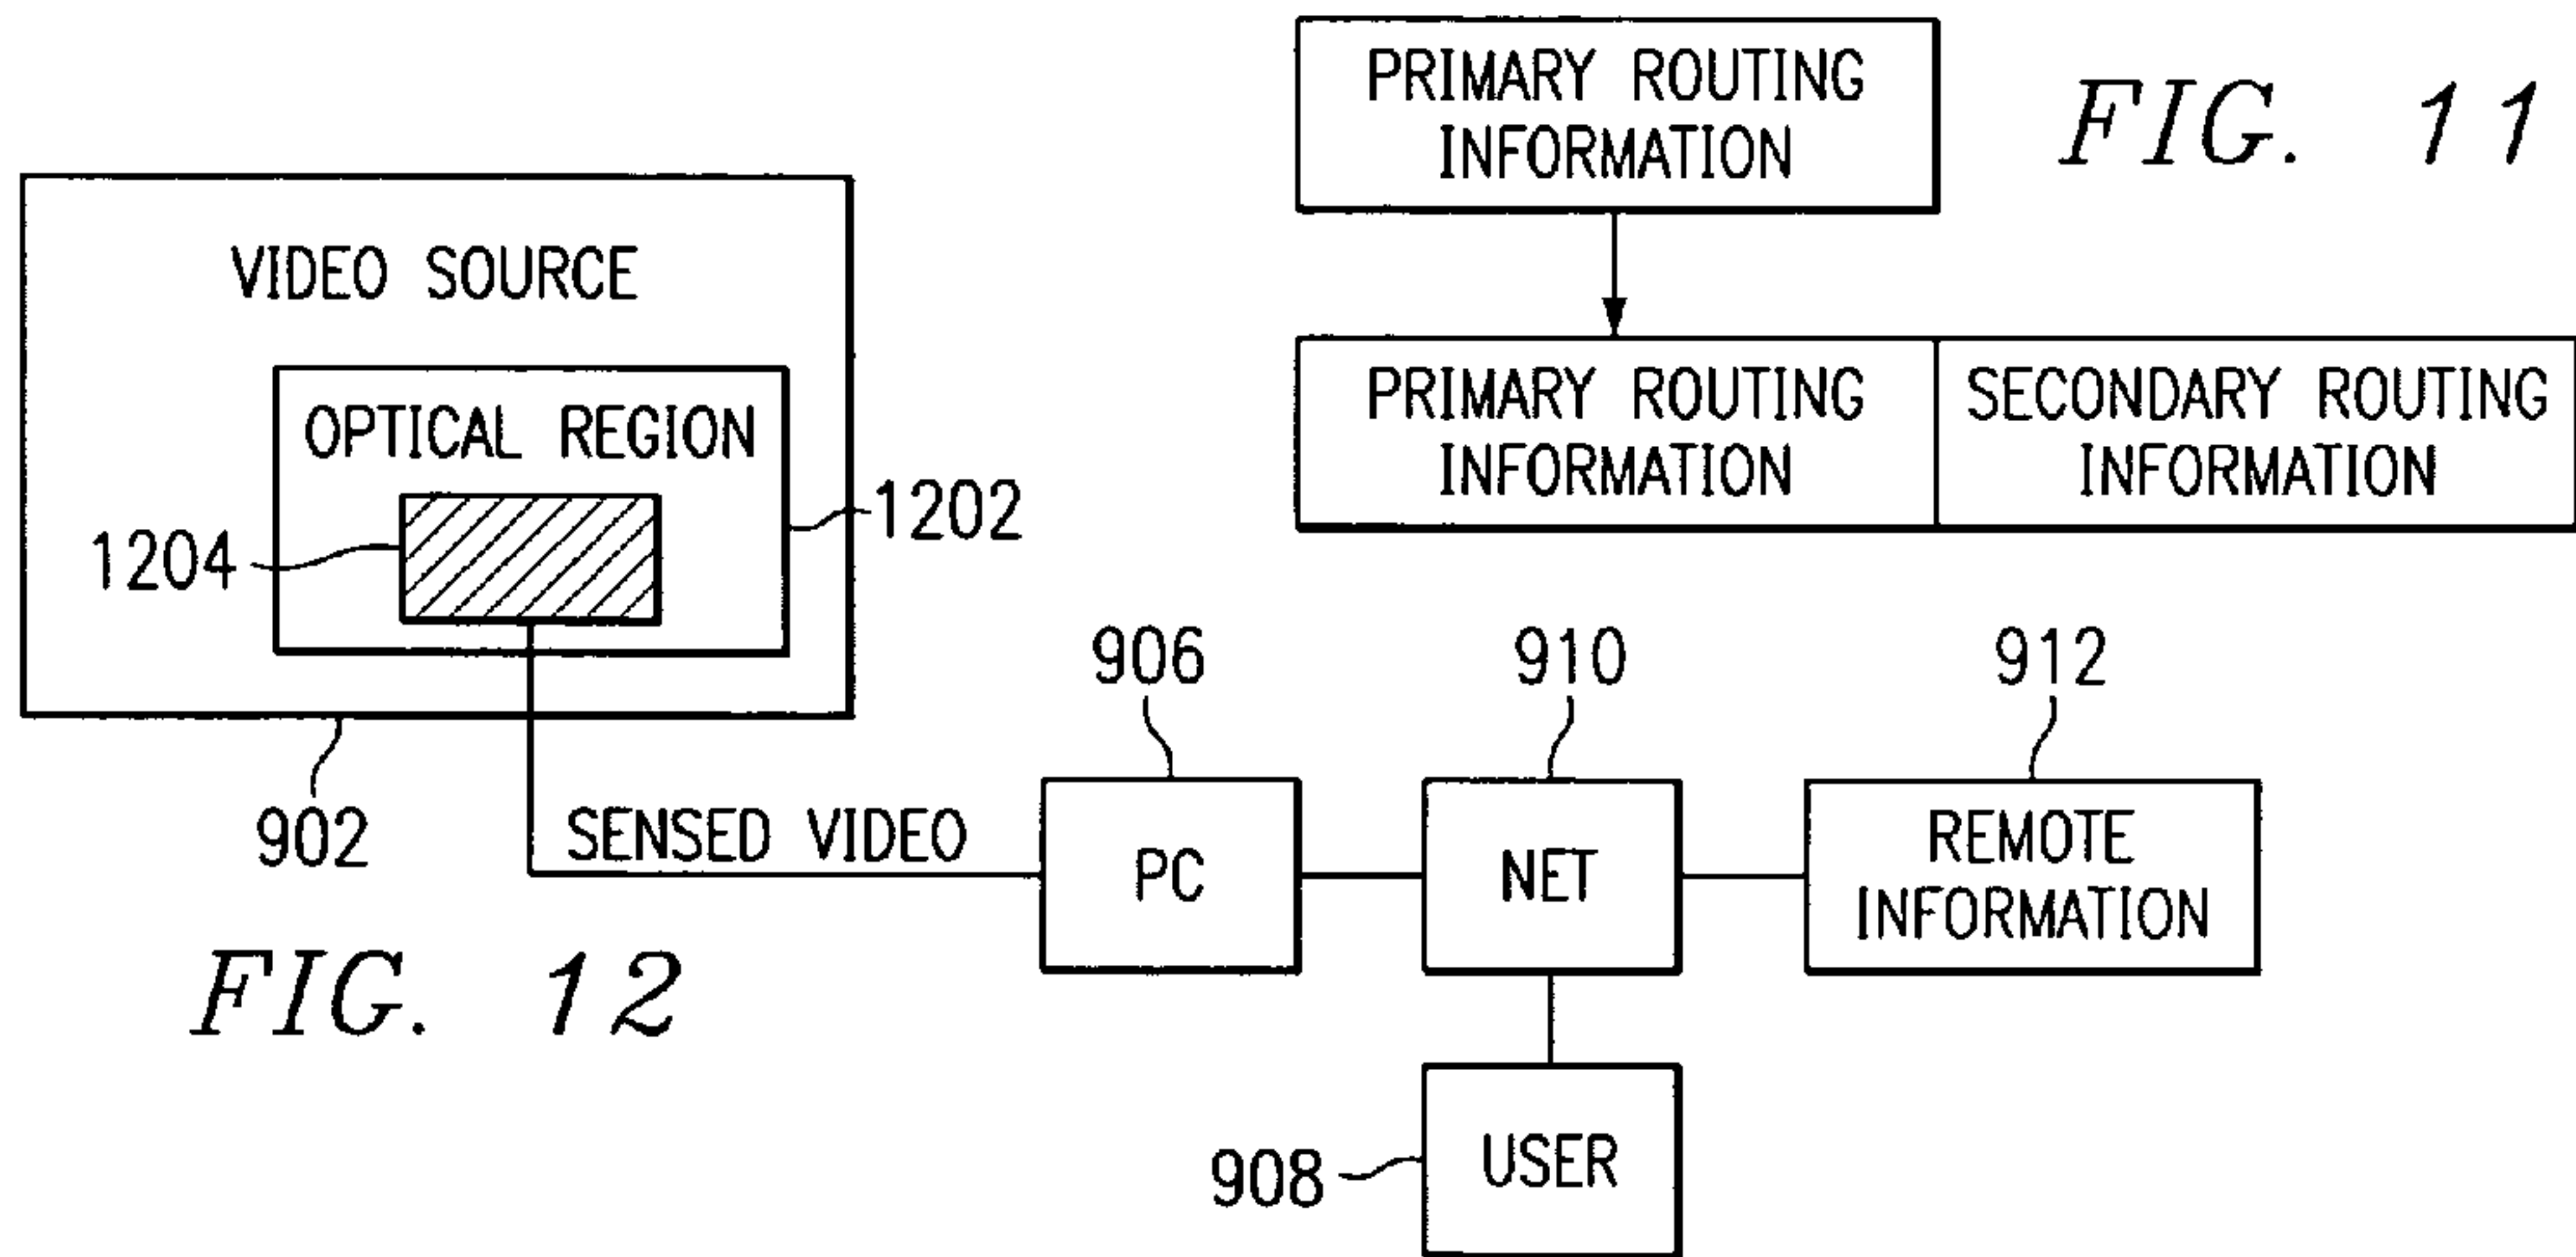 PRIMARY ROUTING
INFORMATION
FIG. 11
PRIMARY ROUTING
INFORMATION
SECONDARY ROUTING
INFORMATION
VIDEO SOURCE
OPTICAL REGION
1202
1204
902
SENSED VIDEO
906
PC
910
NET
912
REMOTE
INFORMATION
908
USER
FIG. 12